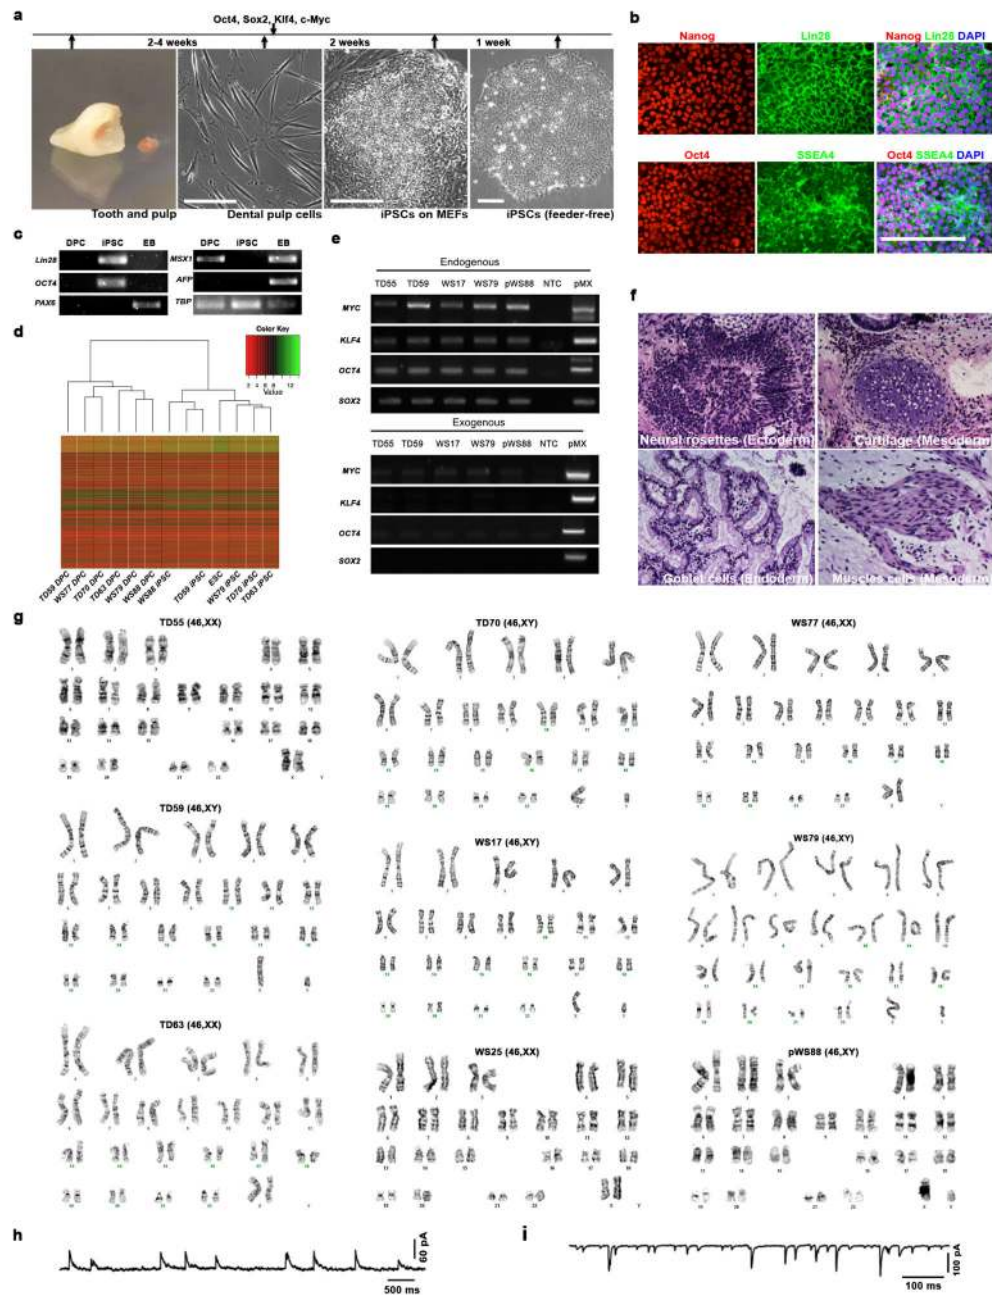 a
Oct4, Sox2, Klf4, c-Myc
2-4 weeks
2 weeks
1 week
Tooth and pulp
Dental pulp cells
iPSCs on MEFs
iPSCs (feeder-free)
b
Nanog
Lin28
Nanog Lin28 DAPI
Oct4
SSEA4
Oct4 SSEA4 DAPI
c
DPC iPSC EB
DPC iPSC EB
Lin28
OCT4
PAX6
MSX1
AFP
TBP
d
Color Key
2 4 6 8 12
Value
TD59 DPC
WS77 DPC
TD70 DPC
TD63 DPC
WS79 DPC
WS88 DPC
WS88 iPSC
TD59 iPSC
ESC
WS79 iPSC
TD70 iPSC
TD63 iPSC
e
Endogenous
TD55 TD59 WS17 WS79 pWS88 NTC pMX
MYC
KLF4
OCT4
SOX2
Exogenous
TD55 TD59 WS17 WS79 pWS88 NTC pMX
MYC
KLF4
OCT4
SOX2
f
Neural rosettes (Ectoderm)
Cartilage (Mesoderm
Goblet cells (Endoderm)
Muscles cells (Mesoderm
g
TD55 (46,XX)
TD70 (46,XY)
WS77 (46,XX)
TD59 (46,XY)
WS17 (46,XY)
WS79 (46,XY)
TD63 (46,XX)
WS25 (46,XX)
pWS88 (46,XY)
h
60 pA
500 ms
i
100 pA
100 ms